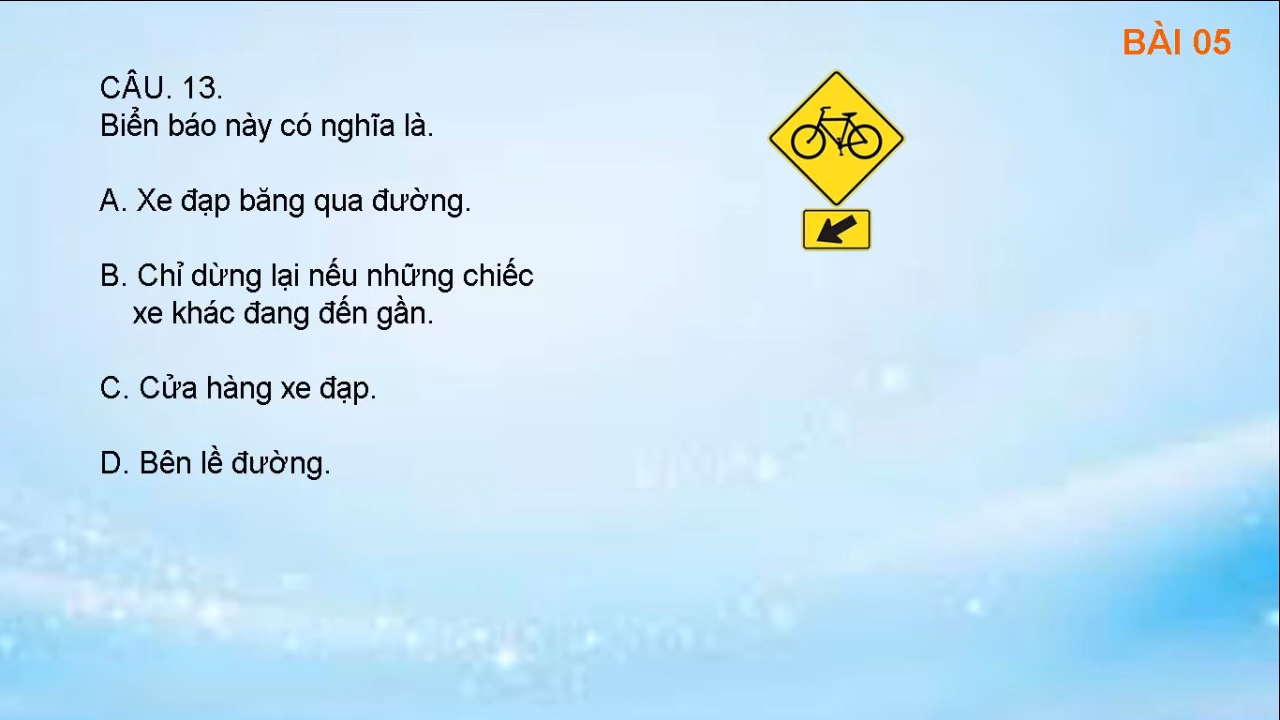 BÀI 05
CÂU. 13.
Biển báo này có nghĩa là.
A. Xe đạp băng qua đường.
B. Chỉ dừng lại nếu những chiếc
xe khác đang đến gần.
C. Cửa hàng xe đạp.
D. Bên lề đường.